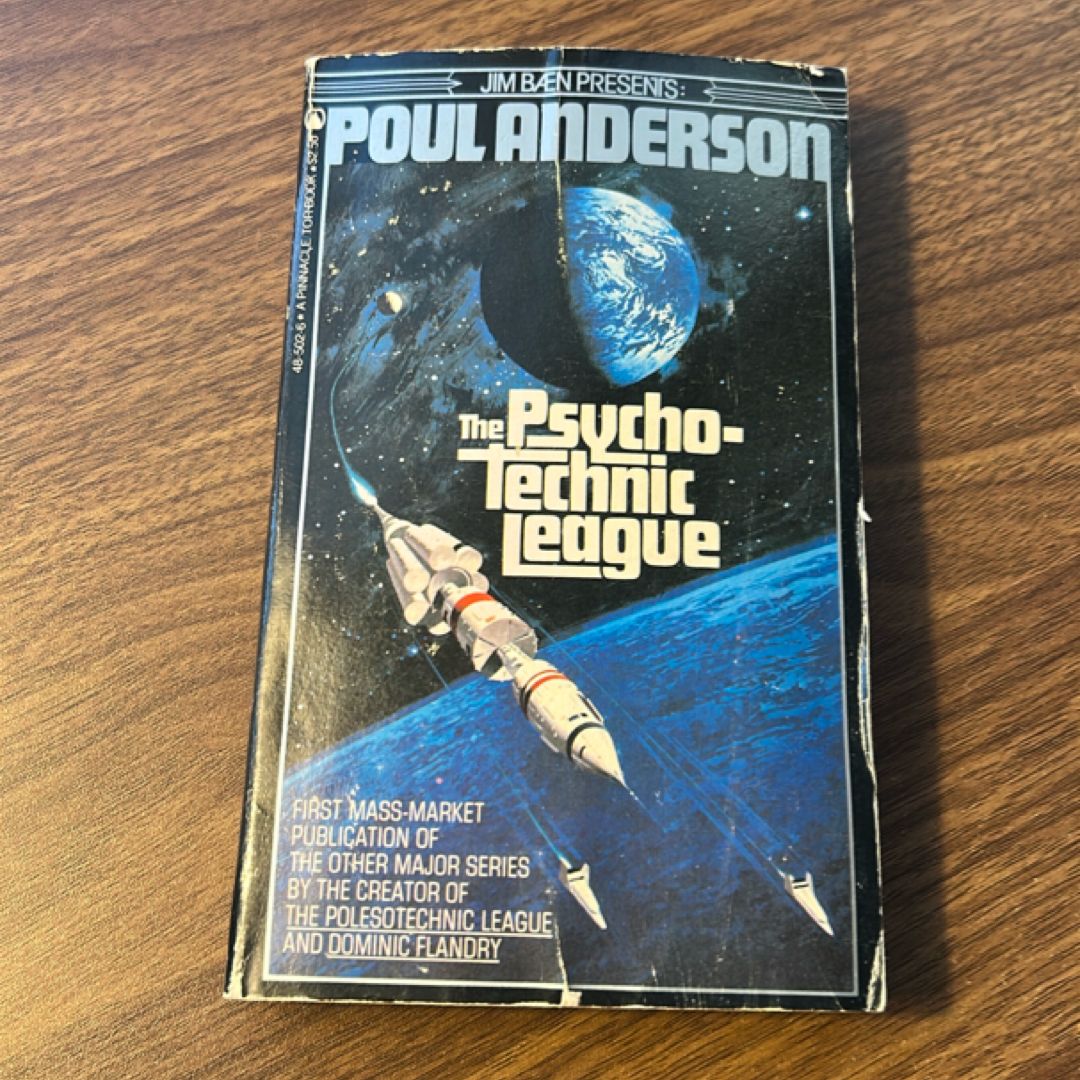 JIM BÆN PRESENTS:
POUL ANDERSON
48-502-6 • A PINNACLE TOR BOOK • $2.50
The Psycho-
Technic
League
FIRST MASS-MARKET
PUBLICATION OF
THE OTHER MAJOR SERIES
BY THE CREATOR OF
THE POLESOTECHNIC LEAGUE
AND DOMINIC FLANDRY